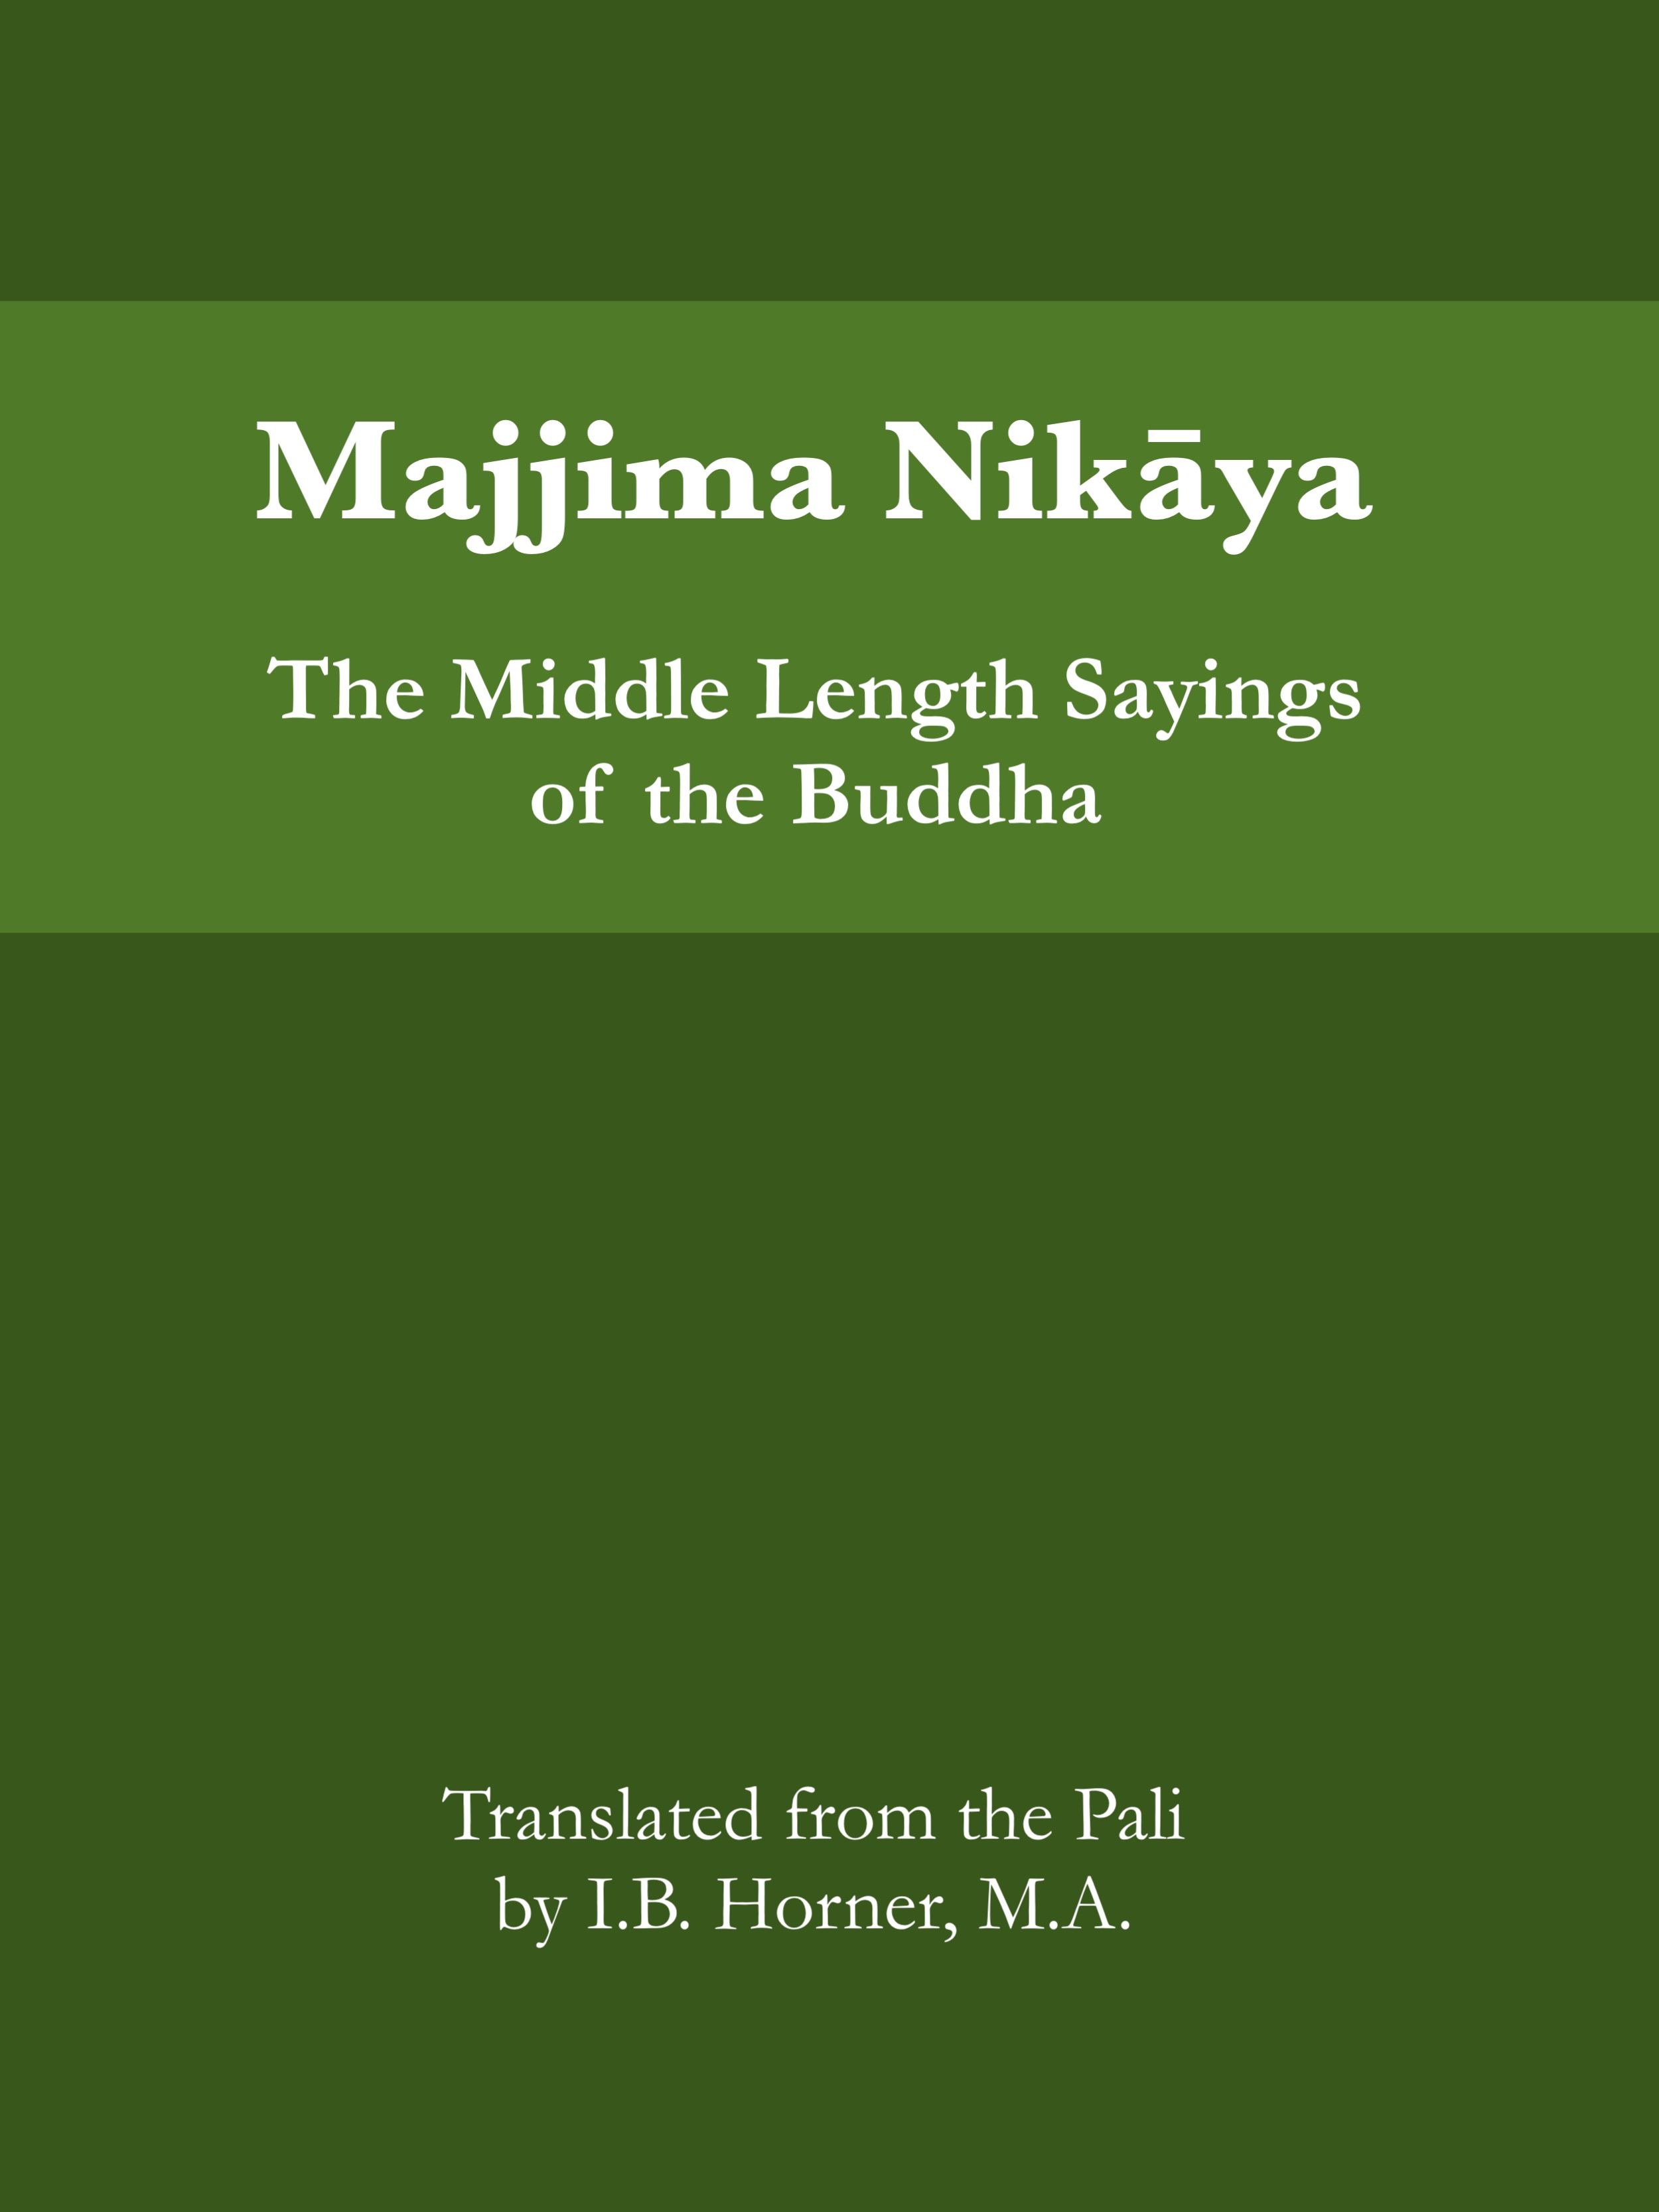 Majjima Nikāya
The Middle Length Sayings
of the Buddha
Translated from the Pali
by I.B. Horner, M.A.